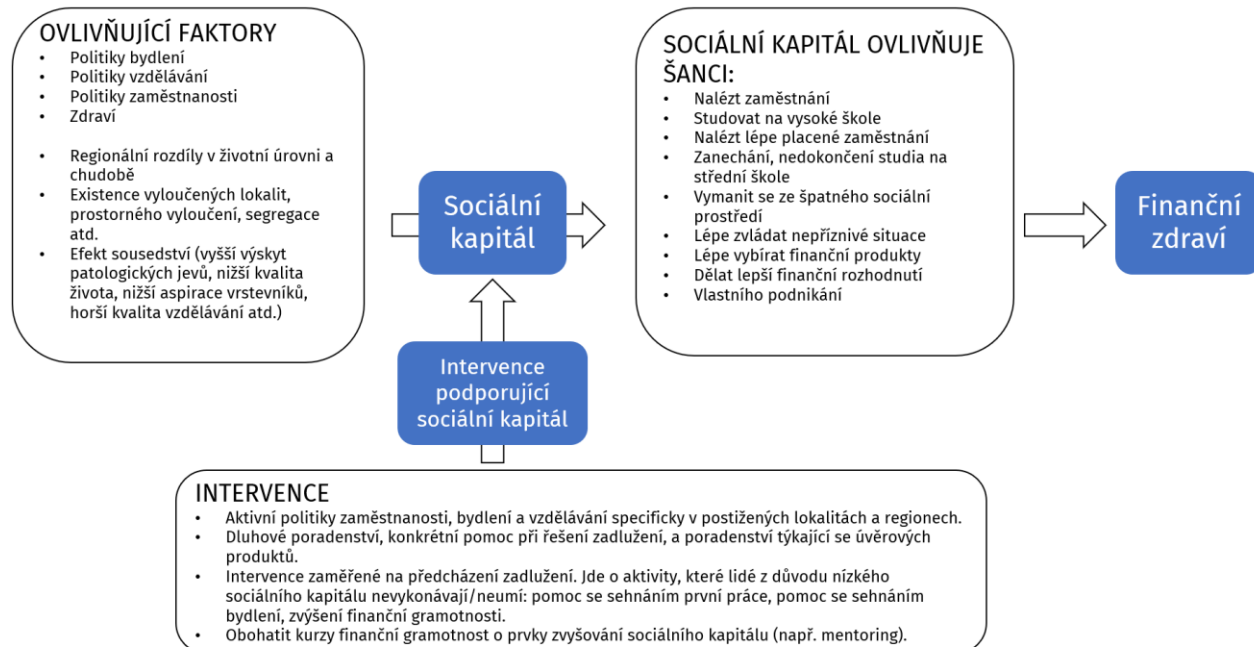 OVLIVŇUJÍCÍ FAKTORY
• Politiky bydlení
• Politiky vzdělávání
• Politiky zaměstnanosti
• Zdraví
• Regionální rozdíly v životní úrovni a
chudobě
• Existence vyloučených lokalit,
prostorného vyloučení, segregace
atd.
• Efekt sousedství (vyšší výskyt
patologických jevů, nižší kvalita
života, nižší aspirace vrstevníků,
horší kvalita vzdělávání atd.)
Sociální
kapitál
SOCIÁLNÍ KAPITÁL OVLIVŇUJE
ŠANCI:
• Nalézt zaměstnání
• Studovat na vysoké škole
• Nalézt lépe placené zaměstnání
• Zanechání, nedokončení studia na
střední škole
• Vymanit se ze špatného sociální
prostředí
• Lépe zvládat nepříznivé situace
• Lépe vybírat finanční produkty
• Dělat lepší finanční rozhodnutí
• Vlastního podnikání
Finanční
zdraví
Intervence
podporující
sociální kapitál
INTERVENCE
• Aktivní politiky zaměstnanosti, bydlení a vzdělávání specificky v postižených lokalitách a regionech.
• Dluhové poradenství, konkrétní pomoc při řešení zadlužení, a poradenství týkající se úvěrových
produktů.
• Intervence zaměřené na předcházení zadlužení. Jde o aktivity, které lidé z důvodu nízkého
sociálního kapitálu nevykonávají/neumí: pomoc se sehnáním první práce, pomoc se sehnáním
bydlení, zvýšení finanční gramotnosti.
• Obohatit kurzy finanční gramotnost o prvky zvyšování sociálního kapitálu (např. mentoring).